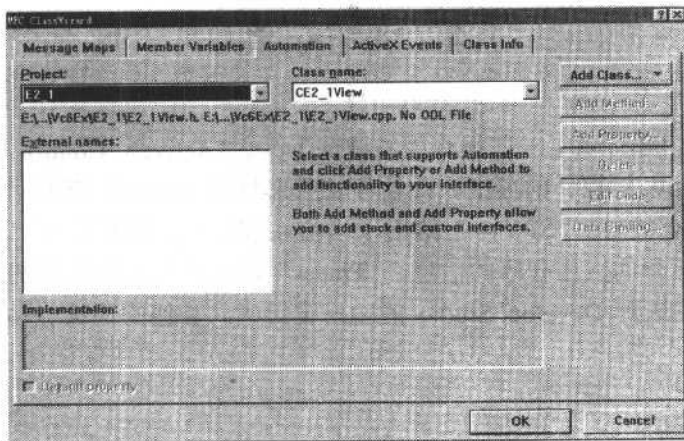 MFC ClassWizard
Message Maps
Member Variables
Automation
ActiveX Events
Class Info
Project:
Class name:
Add Class...
E2_1
CE2_1View
Add Method...
E:\...\Vc6Ex\E2_1\E2_1View.h, E:\...\Vc6Ex\E2_1\E2_1View.cpp, No ODL File
Add Property...
External names:
Select a class that supports Automation
and click Add Property or Add Method to
add functionality to your interface.
Delete
Edit Code
Both Add Method and Add Property allow
you to add stock and custom interfaces.
Data Binding...
Implementation:
Default property
OK
Cancel